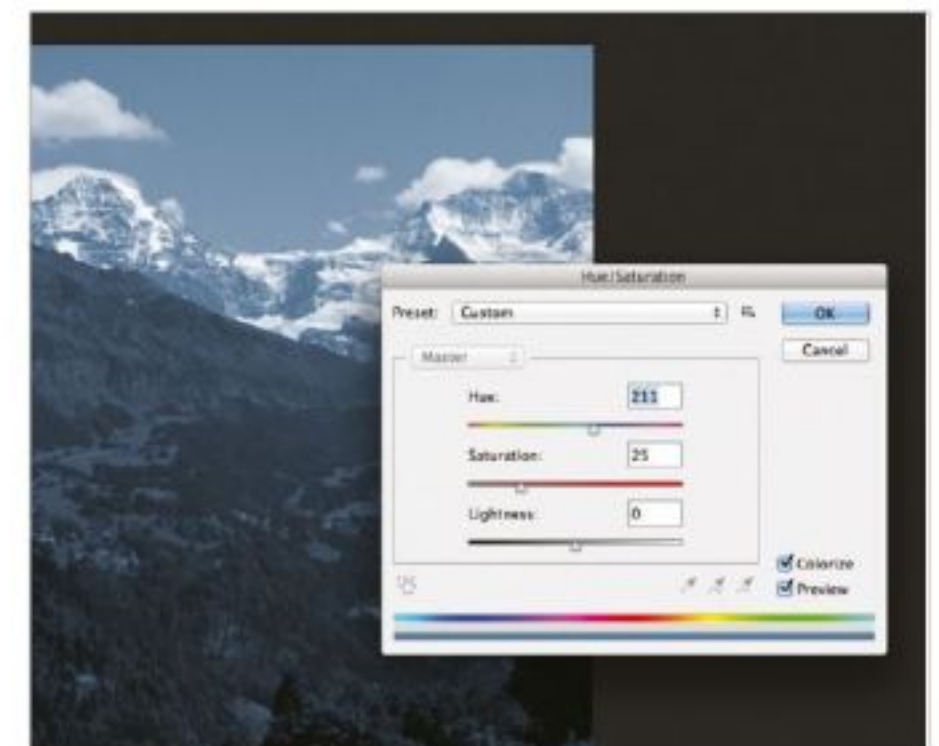 Hue/Saturation
Preset: Custom
OK
Cancel
Master
Hue: 211
Saturation: 25
Lightness: 0
Colorize
Preview